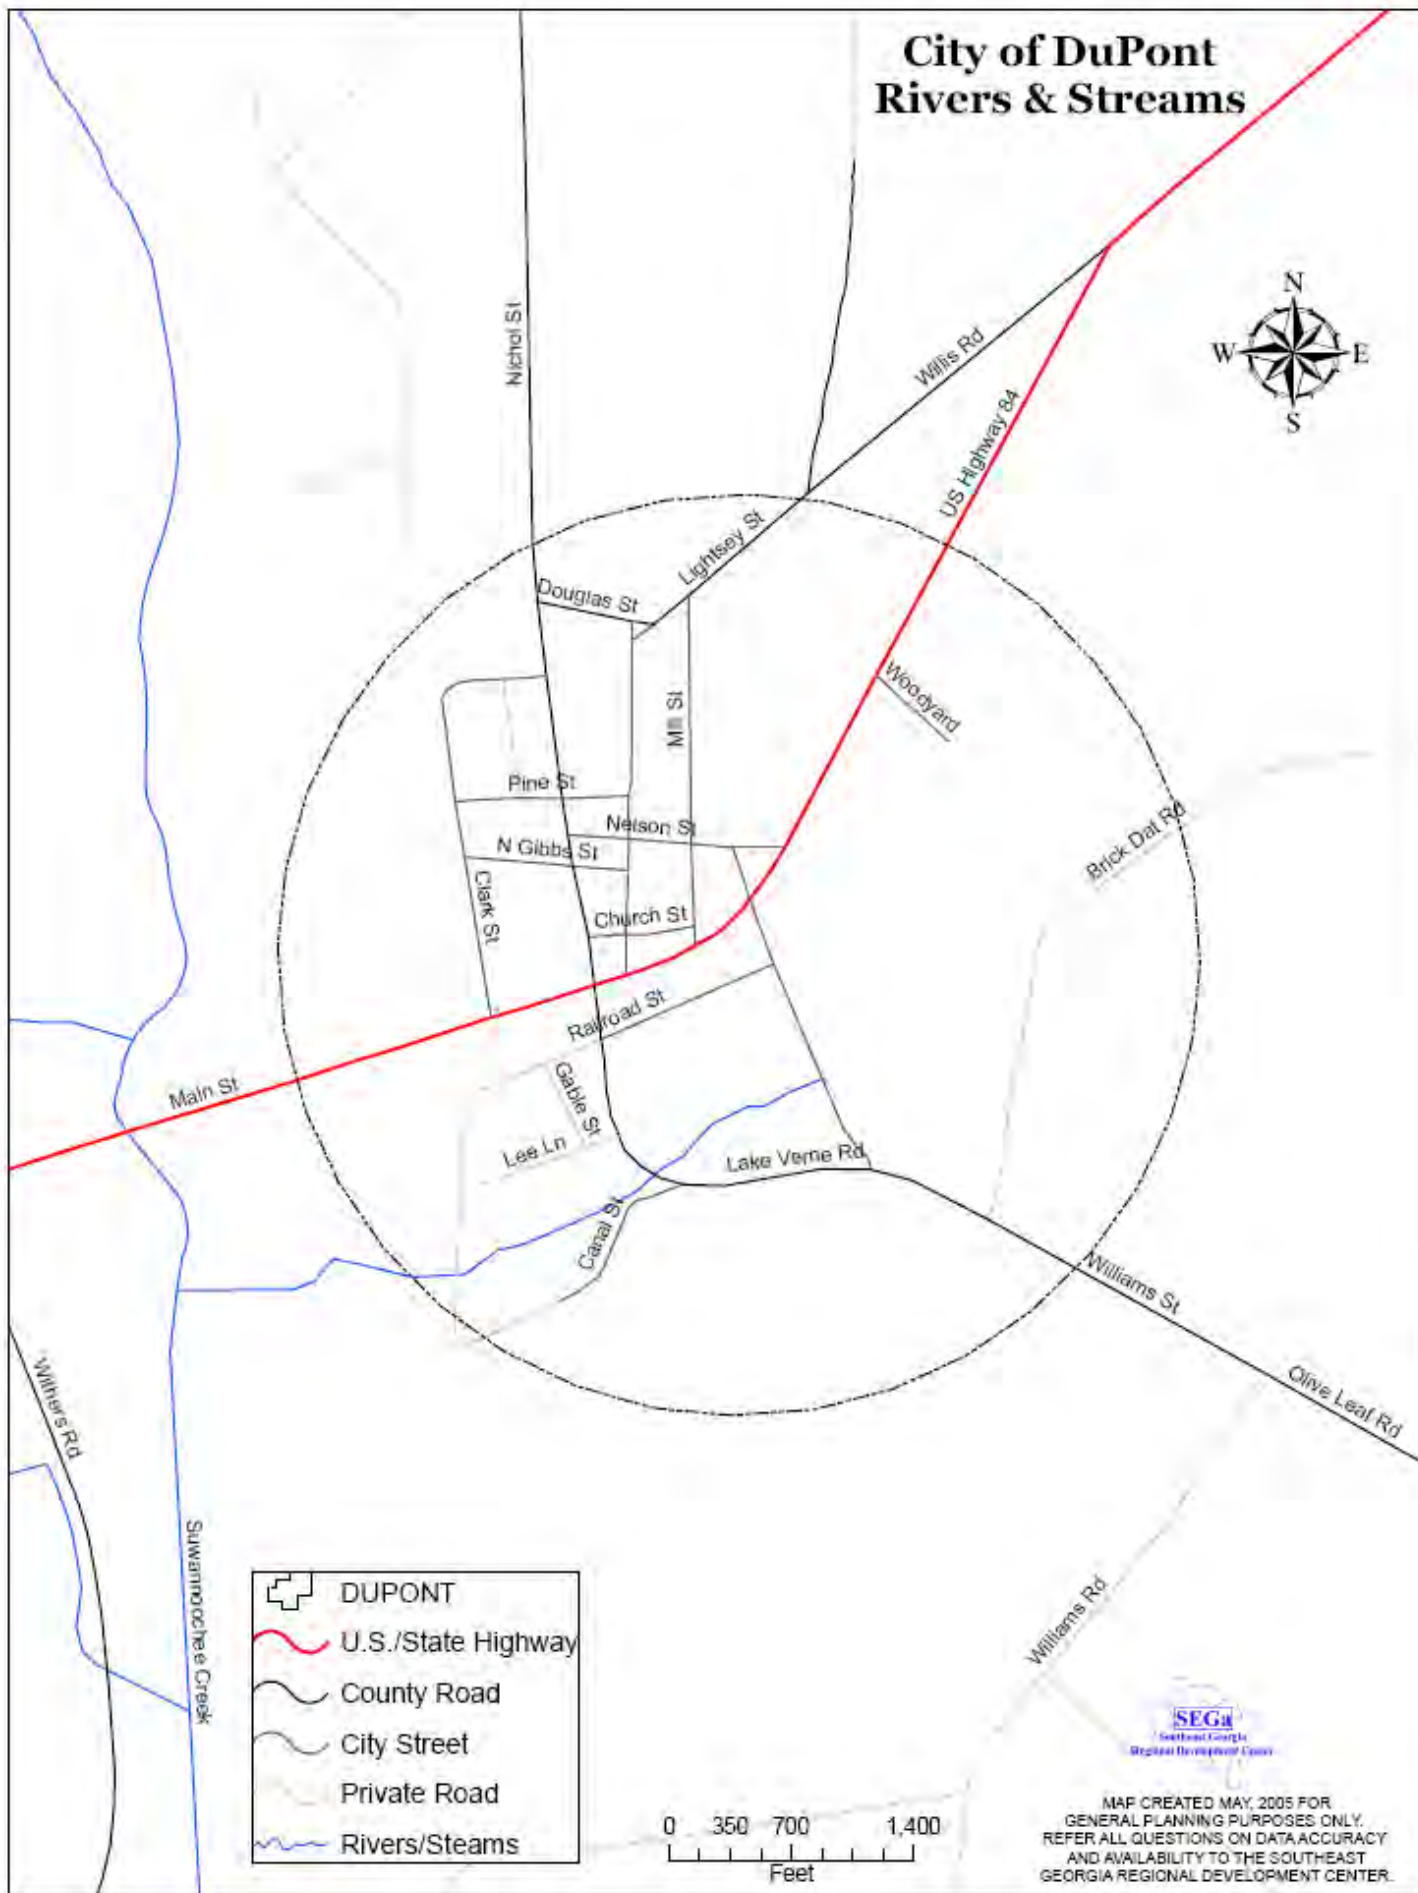 City of DuPont
Rivers & Streams
N
W
E
S
Nichol St
Willis Rd
US Highway 84
Lightsey St
Douglas St
Woodyard
Mill St
Pine St
Nelson St
N Gibbs St
Brick Dat Rd
Clark St
Church St
Railroad St
Main St
Gable St
Lee Ln
Lake Verne Rd
Canal St
Williams St
Olive Leaf Rd
Withers Rd
Suwannoochee Creek
Williams Rd
DUPONT
U.S./State Highway
County Road
City Street
Private Road
Rivers/Steams
0 350 700 1,400
Feet
SEGa
Southeast Georgia
Regional Development Center
MAP CREATED MAY, 2005 FOR
GENERAL PLANNING PURPOSES ONLY.
REFER ALL QUESTIONS ON DATA ACCURACY
AND AVAILABILITY TO THE SOUTHEAST
GEORGIA REGIONAL DEVELOPMENT CENTER.